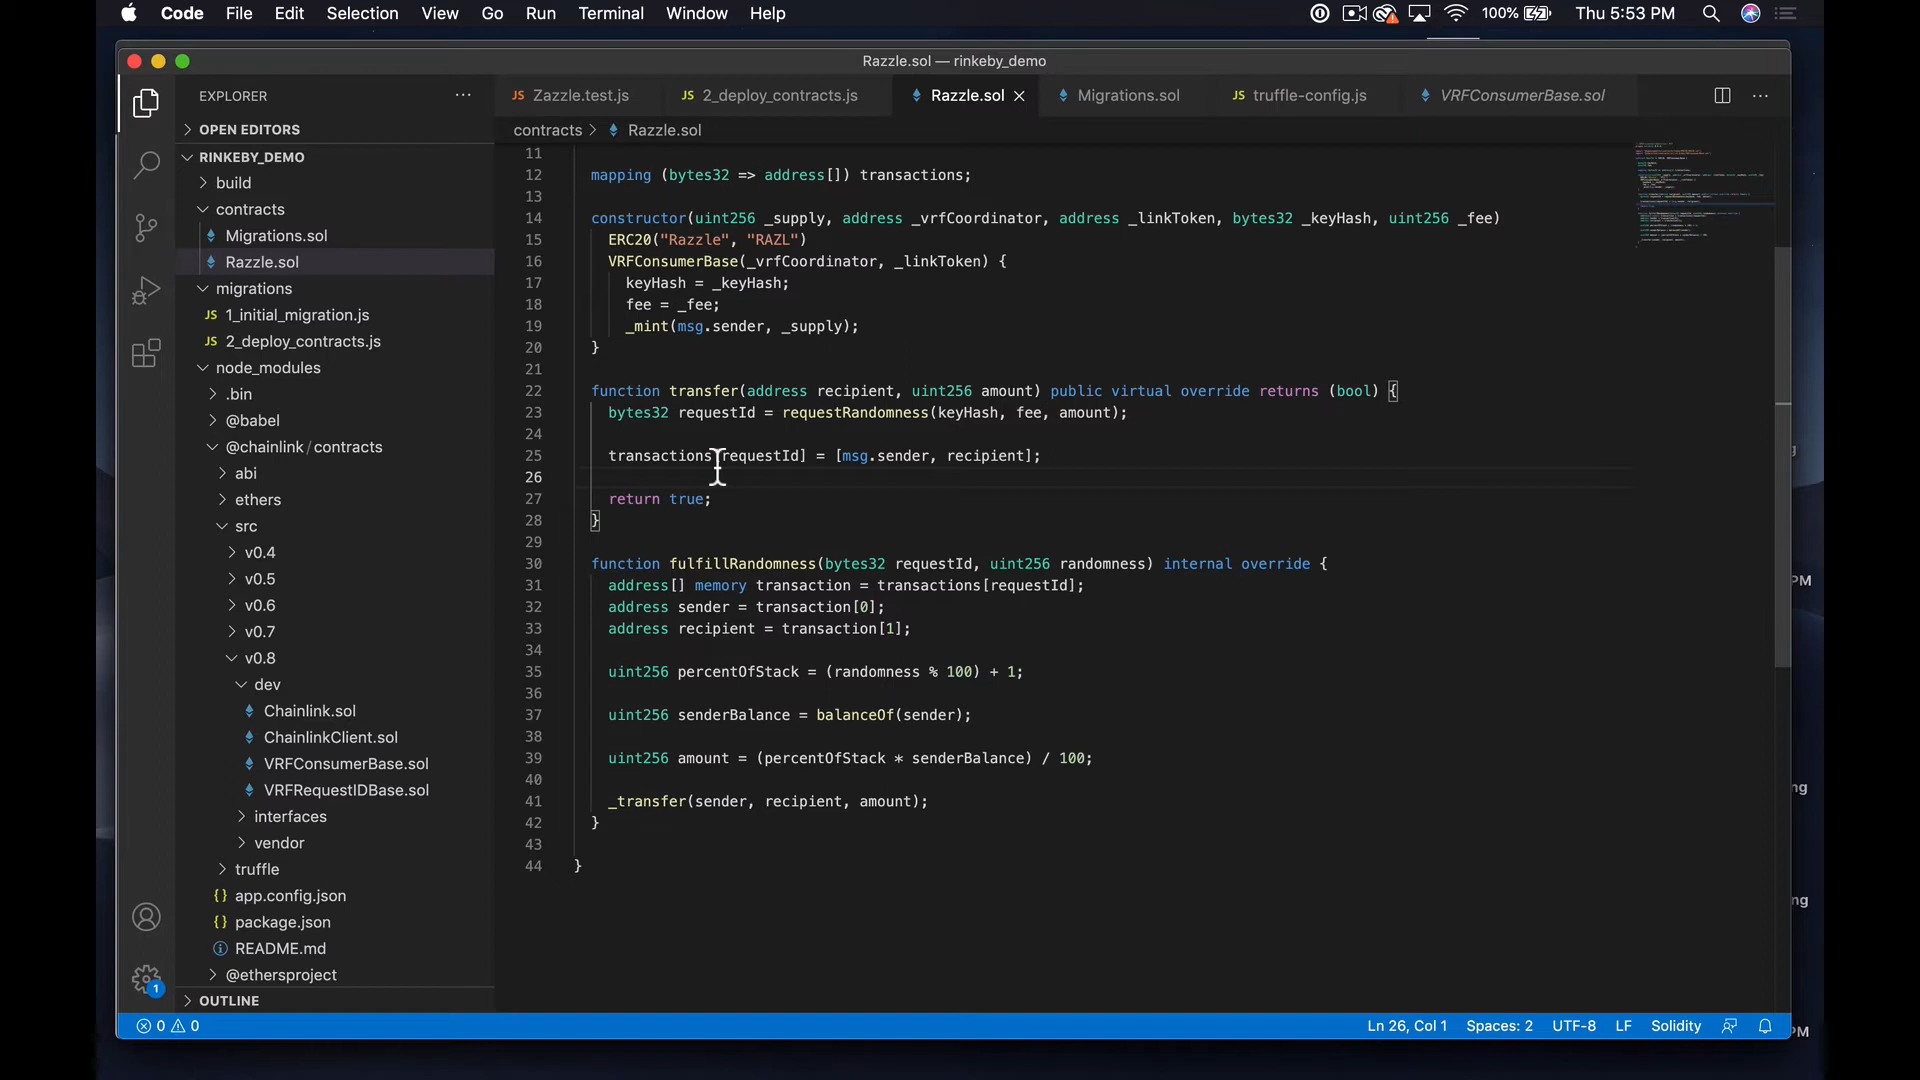 Code File Edit Selection View Go Run Terminal Window Help 100% Thu 5:53 PM
Razzle.sol — rinkeby_demo
EXPLORER ···
JS Zazzle.test.js JS 2_deploy_contracts.js Razzle.sol Migrations.sol JS truffle-config.js VRFConsumerBase.sol ···
OPEN EDITORS
contracts > Razzle.sol
RINKEBY_DEMO
build
contracts
Migrations.sol
Razzle.sol
migrations
JS 1_initial_migration.js
JS 2_deploy_contracts.js
node_modules
.bin
@babel
@chainlink / contracts
abi
ethers
src
v0.4
v0.5
v0.6
v0.7
v0.8
dev
Chainlink.sol
ChainlinkClient.sol
VRFConsumerBase.sol
VRFRequestIDBase.sol
interfaces
vendor
truffle
{} app.config.json
{} package.json
README.md
@ethersproject
OUTLINE
11
12 mapping (bytes32 => address[]) transactions;
13
14 constructor(uint256 _supply, address _vrfCoordinator, address _linkToken, bytes32 _keyHash, uint256 _fee)
15 ERC20("Razzle", "RAZL")
16 VRFConsumerBase(_vrfCoordinator, _linkToken) {
17 keyHash = _keyHash;
18 fee = _fee;
19 _mint(msg.sender, _supply);
20 }
21
22 function transfer(address recipient, uint256 amount) public virtual override returns (bool) {
23 bytes32 requestId = requestRandomness(keyHash, fee, amount);
24
25 transactions[requestId] = [msg.sender, recipient];
26
27 return true;
28 }
29
30 function fulfillRandomness(bytes32 requestId, uint256 randomness) internal override {
31 address[] memory transaction = transactions[requestId];
32 address sender = transaction[0];
33 address recipient = transaction[1];
34
35 uint256 percentOfStack = (randomness % 100) + 1;
36
37 uint256 senderBalance = balanceOf(sender);
38
39 uint256 amount = (percentOfStack * senderBalance) / 100;
40
41 _transfer(sender, recipient, amount);
42 }
43
44 }
PM
ng
ng
PM
1
0 0 Ln 26, Col 1 Spaces: 2 UTF-8 LF Solidity